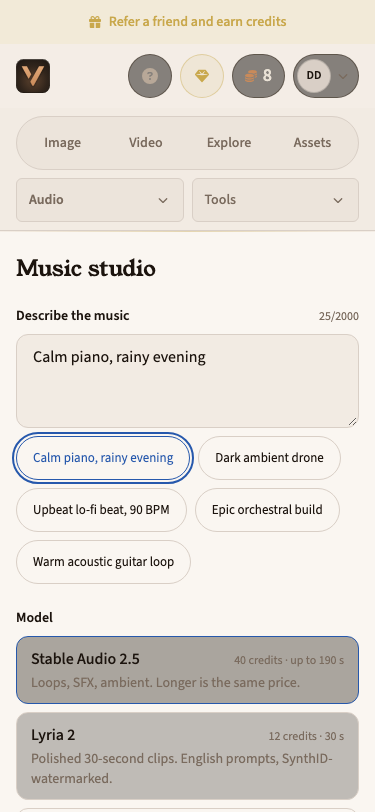 Refer a friend and earn credits
?
8
DD
Image Video Explore Assets
Audio Tools
Music studio
Describe the music 25/2000
Calm piano, rainy evening
Calm piano, rainy evening Dark ambient drone
Upbeat lo-fi beat, 90 BPM Epic orchestral build
Warm acoustic guitar loop
Model
Stable Audio 2.5 40 credits · up to 190 s
Loops, SFX, ambient. Longer is the same price.
Lyria 2 12 credits · 30 s
Polished 30-second clips. English prompts, SynthID-
watermarked.